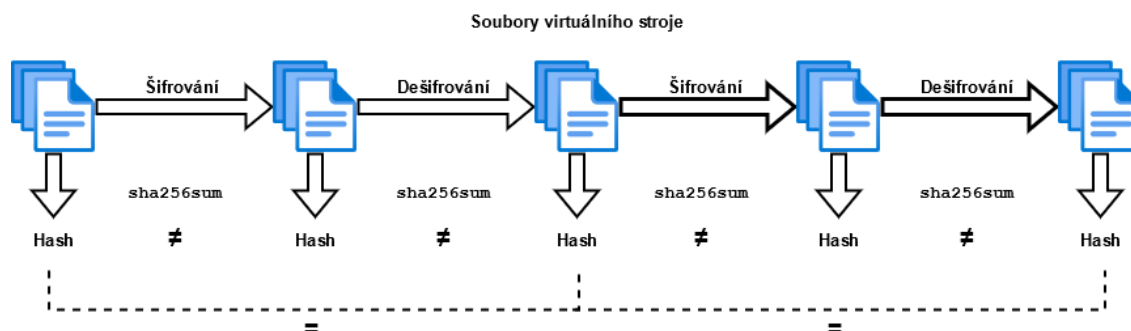 Soubory virtuálního stroje
Šifrování Dešifrování Šifrování Dešifrování
sha256sum sha256sum sha256sum sha256sum
Hash ≠ Hash ≠ Hash ≠ Hash ≠ Hash
= =